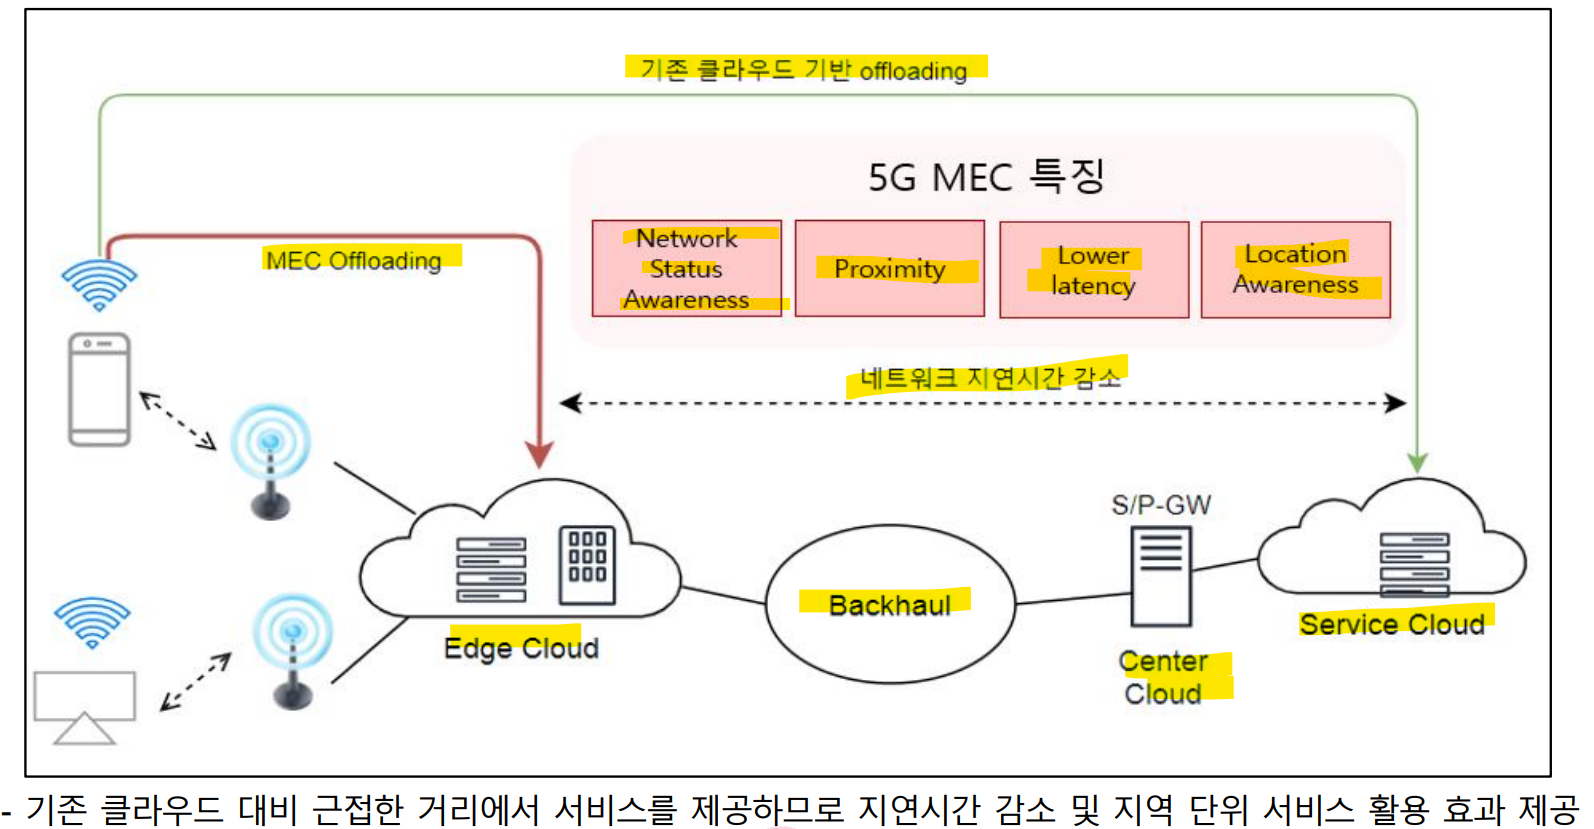 기존 클라우드 기반 offloading
5G MEC 특징
MEC Offloading
Network
Status
Awareness
Proximity
Lower
latency
Location
Awareness
네트워크 지연시간 감소
S/P-GW
Backhaul
Edge Cloud
Service Cloud
Center
Cloud
- 기존 클라우드 대비 근접한 거리에서 서비스를 제공하므로 지연시간 감소 및 지역 단위 서비스 활용 효과 제공